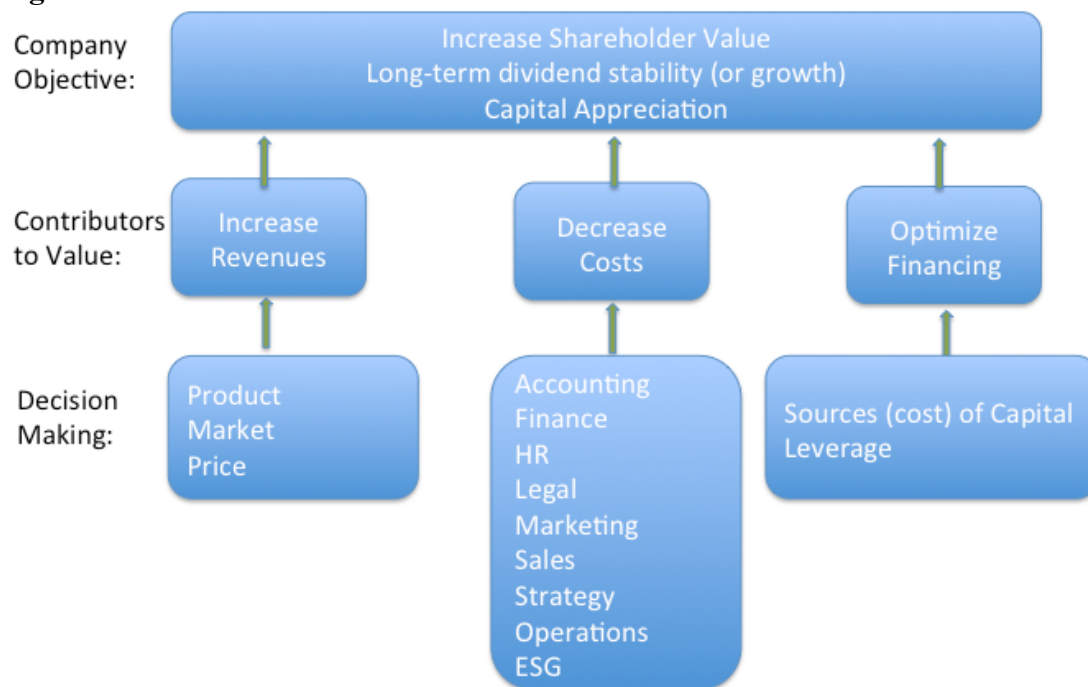 Company
Objective:
Increase Shareholder Value
Long-term dividend stability (or growth)
Capital Appreciation
Contributors
to Value:
Increase
Revenues
Decrease
Costs
Optimize
Financing
Decision
Making:
Product
Market
Price
Accounting
Finance
HR
Legal
Marketing
Sales
Strategy
Operations
ESG
Sources (cost) of Capital
Leverage